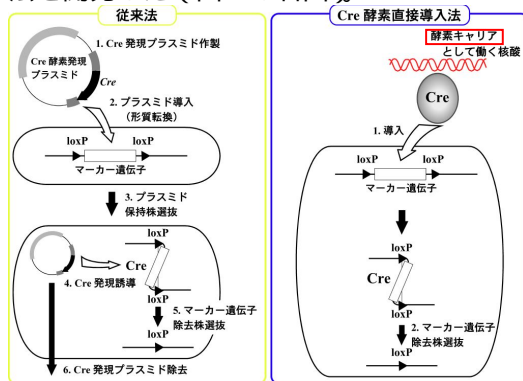 従来法
Cre 酵素発現
プラスミド
1. Cre 発現プラスミド作製
Cre
2. プラスミド導入
(形質転換)
loxP
loxP
マーカー遺伝子
3. プラスミド
保持株選抜
loxP
Cre
4. Cre 発現誘導
loxP
5. マーカー遺伝子
除去株選抜
loxP
6. Cre 発現プラスミド除去
Cre 酵素直接導入法
酵素キャリア
として働く核酸
Cre
1. 導入
loxP
loxP
マーカー遺伝子
loxP
Cre
loxP
2. マーカー遺伝子
除去株選抜
loxP